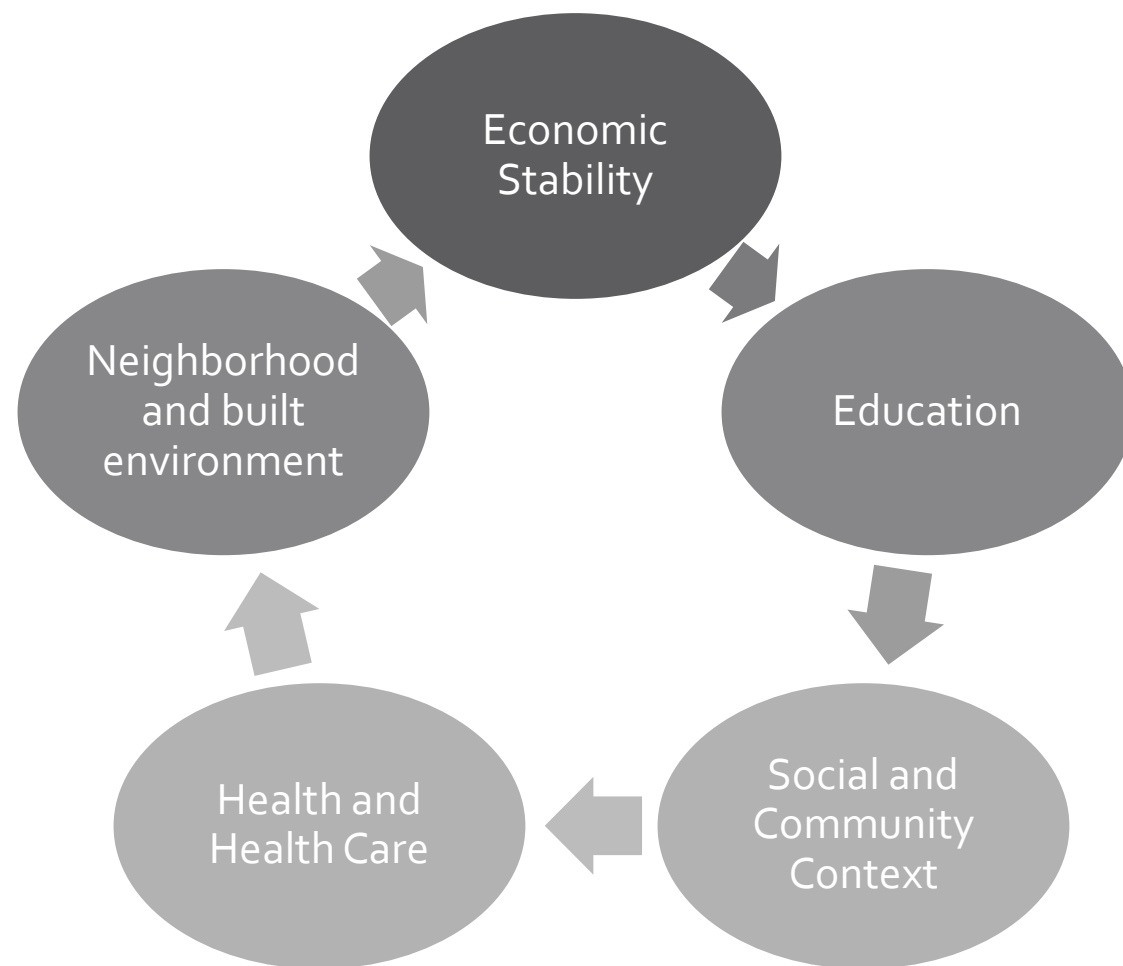 Economic
Stability
Education
Social and
Community
Context
Health and
Health Care
Neighborhood
and built
environment